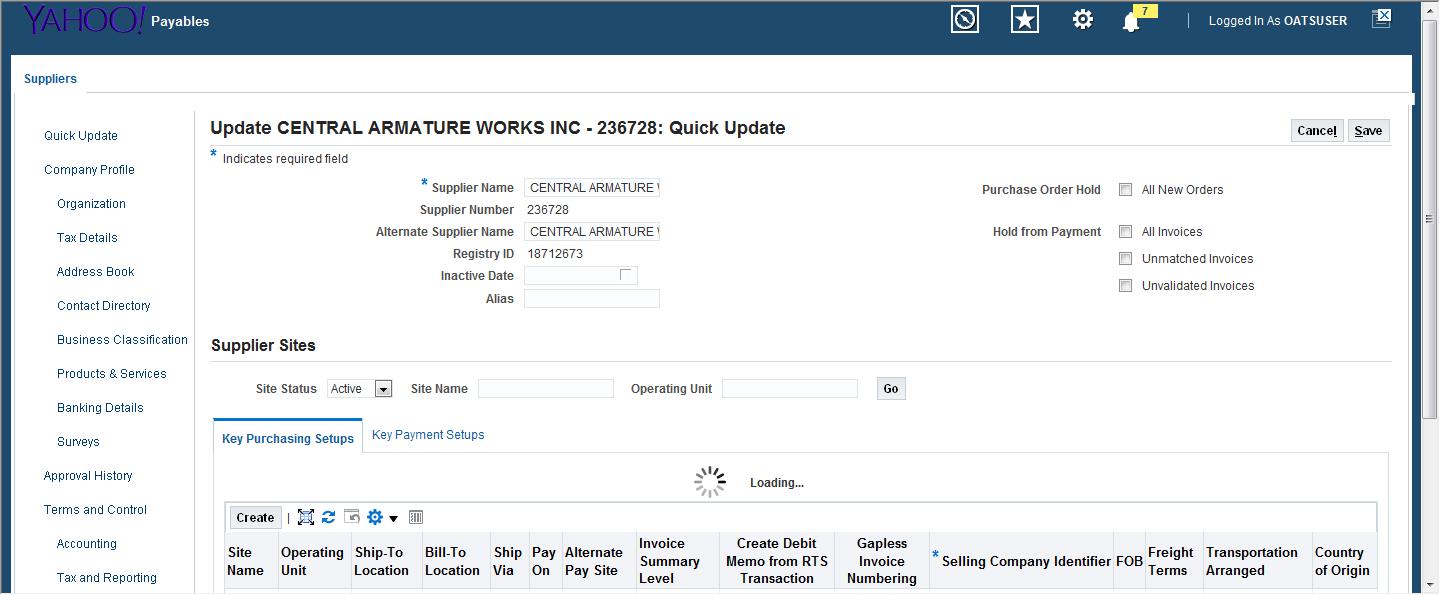 YAHOO! Payables
7
Logged In As OATSUSER
Suppliers
Quick Update
Company Profile
Organization
Tax Details
Address Book
Contact Directory
Business Classification
Products & Services
Banking Details
Surveys
Approval History
Terms and Control
Accounting
Tax and Reporting
Update CENTRAL ARMATURE WORKS INC - 236728: Quick Update
Cancel Save
* Indicates required field
* Supplier Name CENTRAL ARMATURE
Supplier Number 236728
Alternate Supplier Name CENTRAL ARMATURE
Registry ID 18712673
Inactive Date
Alias
Purchase Order Hold All New Orders
Hold from Payment All Invoices
Unmatched Invoices
Unvalidated Invoices
Supplier Sites
Site Status Active Site Name Operating Unit Go
Key Purchasing Setups Key Payment Setups
Loading...
Create
Site Name
Operating Unit
Ship-To Location
Bill-To Location
Ship Via
Pay On
Alternate Pay Site
Invoice Summary Level
Create Debit Memo from RTS Transaction
Gapless Invoice Numbering
* Selling Company Identifier
FOB
Freight Terms
Transportation Arranged
Country of Origin